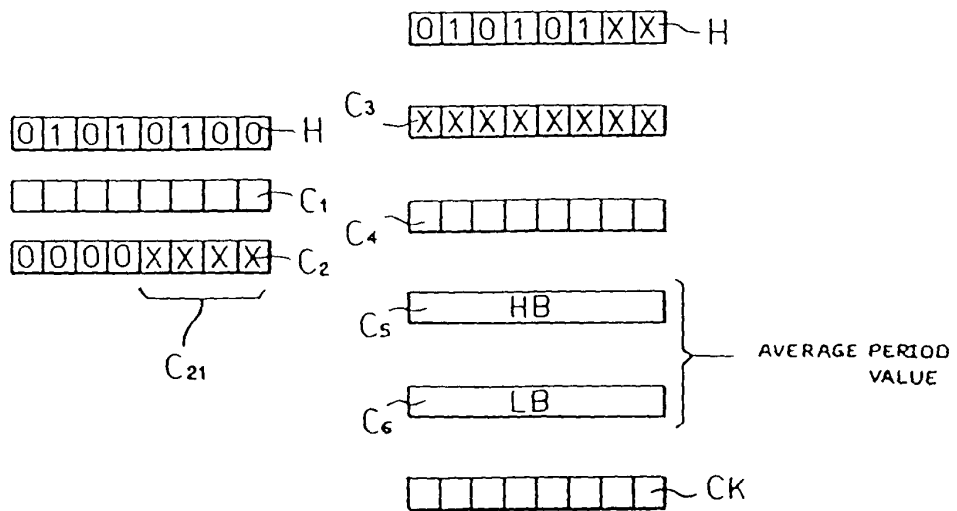 0 1 0 1 0 1 0 0 H
C1
0 0 0 0 X X X X C2
C21
0 1 0 1 0 1 X X H
C3 X X X X X X X X
C4
C5 HB
C6 LB
AVERAGE PERIOD
VALUE
CK